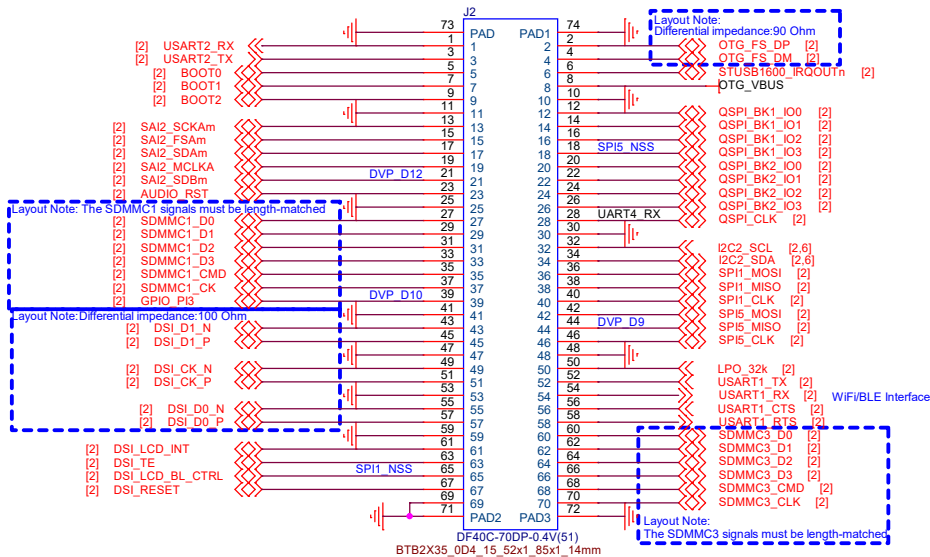 J2
73 PAD PAD1 74
Layout Note:
Differential impedance:90 Ohm
[2] USART2_RX 1 1 2 2 OTG_FS_DP [2]
[2] USART2_TX 3 3 4 4 OTG_FS_DM [2]
[2] BOOT0 5 5 6 6 STUSB1600_IRQOUTn [2]
[2] BOOT1 7 7 8 8 OTG_VBUS
[2] BOOT2 9 9 10 10
11 11 12 12 QSPI_BK1_IO0 [2]
[2] SAI2_SCKAm 13 13 14 14 QSPI_BK1_IO1 [2]
[2] SAI2_FSAm 15 15 16 16 QSPI_BK1_IO2 [2]
[2] SAI2_SDAm 17 17 18 18 SPI5_NSS QSPI_BK1_IO3 [2]
[2] SAI2_MCLKA 19 19 20 20 QSPI_BK2_IO0 [2]
[2] SAI2_SDBm DVP_D12 21 21 22 22 QSPI_BK2_IO1 [2]
[2] AUDIO_RST 23 23 24 24 QSPI_BK2_IO2 [2]
Layout Note: The SDMMC1 signals must be length-matched
25 25 26 26 QSPI_BK2_IO3 [2]
[2] SDMMC1_D0 27 27 28 28 UART4_RX QSPI_CLK [2]
[2] SDMMC1_D1 29 29 30 30
[2] SDMMC1_D2 31 31 32 32 I2C2_SCL [2,6]
[2] SDMMC1_D3 33 33 34 34 I2C2_SDA [2,6]
[2] SDMMC1_CMD 35 35 36 36 SPI1_MOSI [2]
[2] SDMMC1_CK 37 37 38 38 SPI1_MISO [2]
[2] GPIO_PI3 DVP_D10 39 39 40 40 SPI1_CLK [2]
Layout Note:Differential impedance:100 Ohm
41 41 42 42 SPI5_MOSI [2]
[2] DSI_D1_N 43 43 44 44 DVP_D9 SPI5_MISO [2]
[2] DSI_D1_P 45 45 46 46 SPI5_CLK [2]
47 47 48 48
[2] DSI_CK_N 49 49 50 50 LPO_32k [2]
[2] DSI_CK_P 51 51 52 52 USART1_TX [2]
53 53 54 54 USART1_RX [2] WiFi/BLE Interface
[2] DSI_D0_N 55 55 56 56 USART1_CTS [2]
[2] DSI_D0_P 57 57 58 58 USART1_RTS [2]
59 59 60 60 SDMMC3_D0 [2]
[2] DSI_LCD_INT 61 61 62 62 SDMMC3_D1 [2]
[2] DSI_TE 63 63 64 64 SDMMC3_D2 [2]
[2] DSI_LCD_BL_CTRL SPI1_NSS 65 65 66 66 SDMMC3_D3 [2]
[2] DSI_RESET 67 67 68 68 SDMMC3_CMD [2]
69 69 70 70 SDMMC3_CLK [2]
71 PAD2 PAD3 72
Layout Note:
The SDMMC3 signals must be length-matched
DF40C-70DP-0.4V(51)
BTB2X35_0D4_15_52x1_85x1_14mm